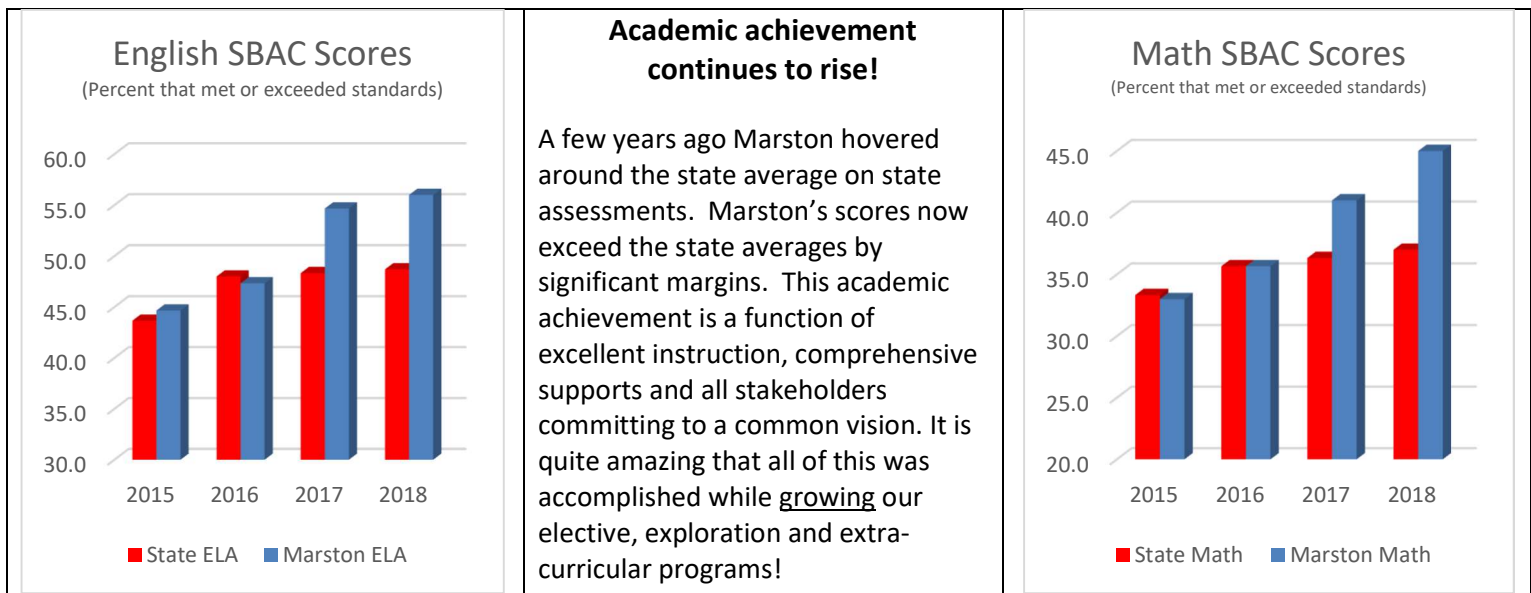 English SBAC Scores
(Percent that met or exceeded standards)
60.0
55.0
50.0
45.0
40.0
35.0
30.0
2015 2016 2017 2018
State ELA Marston ELA
Academic achievement
continues to rise!
A few years ago Marston hovered
around the state average on state
assessments. Marston’s scores now
exceed the state averages by
significant margins. This academic
achievement is a function of
excellent instruction, comprehensive
supports and all stakeholders
committing to a common vision. It is
quite amazing that all of this was
accomplished while growing our
elective, exploration and extra-
curricular programs!
Math SBAC Scores
(Percent that met or exceeded standards)
45.0
40.0
35.0
30.0
25.0
20.0
2015 2016 2017 2018
State Math Marston Math